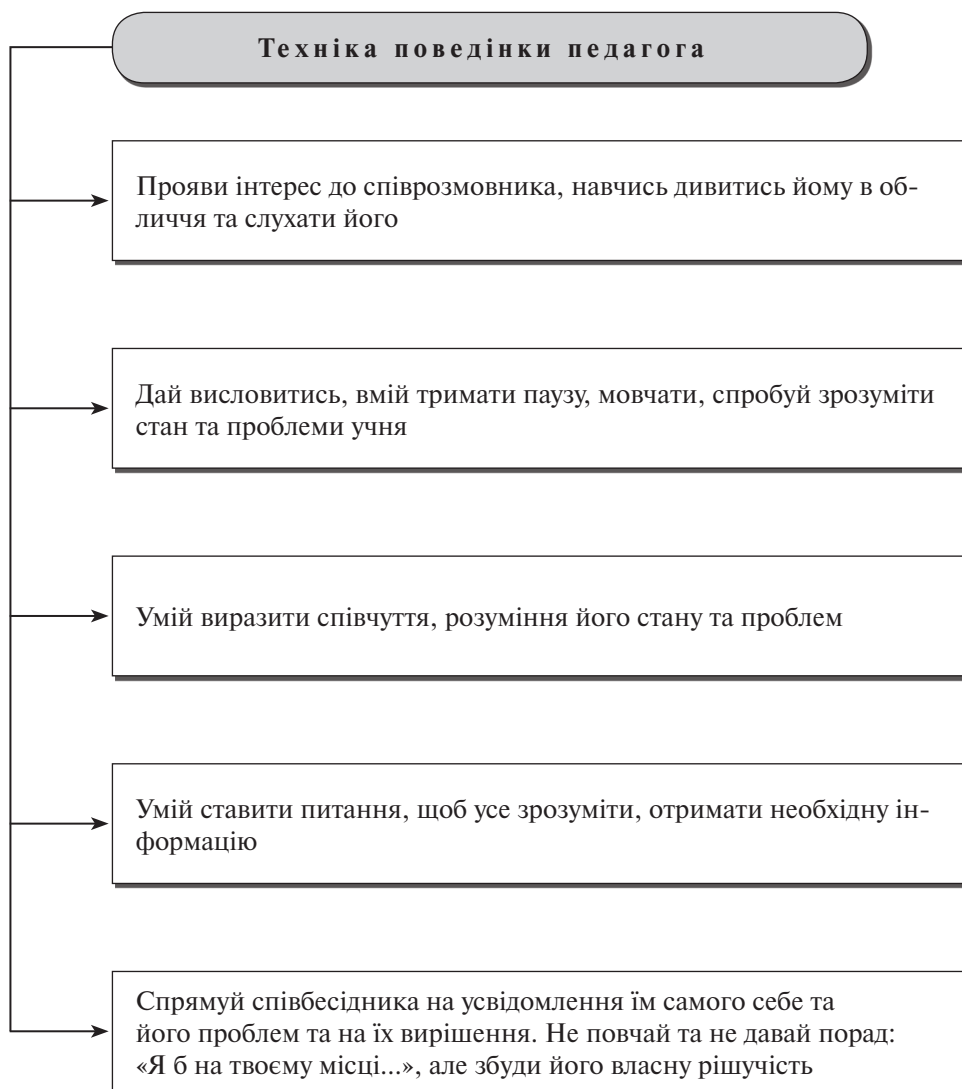 Техніка поведінки педагога
Прояви інтерес до співрозмовника, навчись дивитись йому в об-
личчя та слухати його
Дай висловитись, вмій тримати паузу, мовчати, спробуй зрозуміти
стан та проблеми учня
Умій виразити співчуття, розуміння його стану та проблем
Умій ставити питання, щоб усе зрозуміти, отримати необхідну ін-
формацію
Спрямуй співбесідника на усвідомлення їм самого себе та
його проблем та на їх вирішення. Не повчай та не давай порад:
«Я б на твоєму місці...», але збуди його власну рішучість